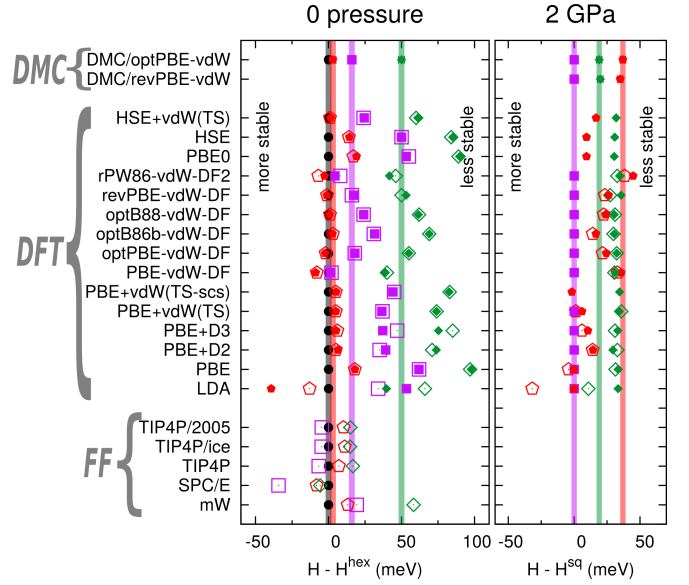 0 pressure
2 GPa
DMC
DMC/optPBE-vdW
DMC/revPBE-vdW
DFT
HSE+vdW(TS)
HSE
PBE0
rPW86-vdW-DF2
revPBE-vdW-DF
optB88-vdW-DF
optB86b-vdW-DF
optPBE-vdW-DF
PBE-vdW-DF
PBE+vdW(TS-scs)
PBE+vdW(TS)
PBE+D3
PBE+D2
PBE
LDA
FF
TIP4P/2005
TIP4P/ice
TIP4P
SPC/E
mW
more stable
less stable
more stable
less stable
-50 0 50 100
-50 0 50
H - H^hex (meV)
H - H^sq (meV)